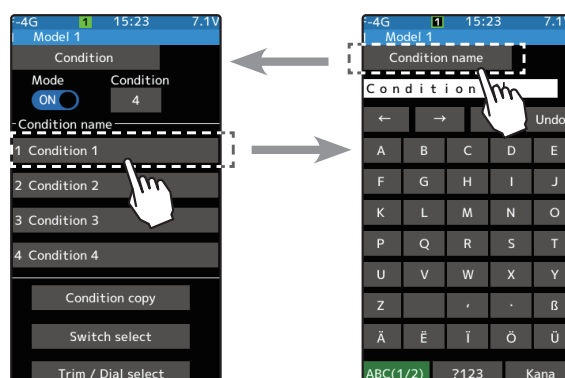 F-4G 1 15:23 7.1V
Model 1
Condition
Mode Condition
ON 4
Condition name
1 Condition 1
2 Condition 2
3 Condition 3
4 Condition 4
Condition copy
Switch select
Trim / Dial select
-4G 1 15:23 7.1
Model 1
Condition name
Condition
← → Undo
A B C D E
F G H I J
K L M N O
P Q R S T
U V W X Y
Z , · ß
Ä Ë Ï Ö Ü
ABC(1/2) ?123 Kana